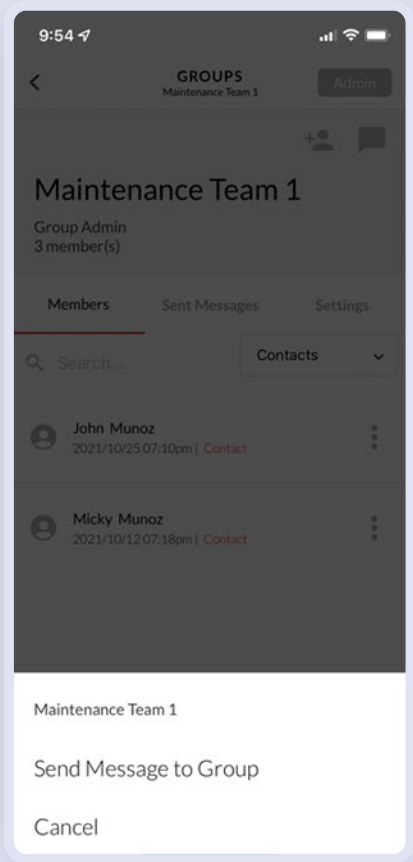 9:54
GROUPS
Maintenance Team 1
Admin
Maintenance Team 1
Group Admin
3 member(s)
Members Sent Messages Settings
Search... Contacts
John Munoz
2021/10/25 07:10pm | Contact
Micky Munoz
2021/10/12 07:18pm | Contact
Maintenance Team 1
Send Message to Group
Cancel